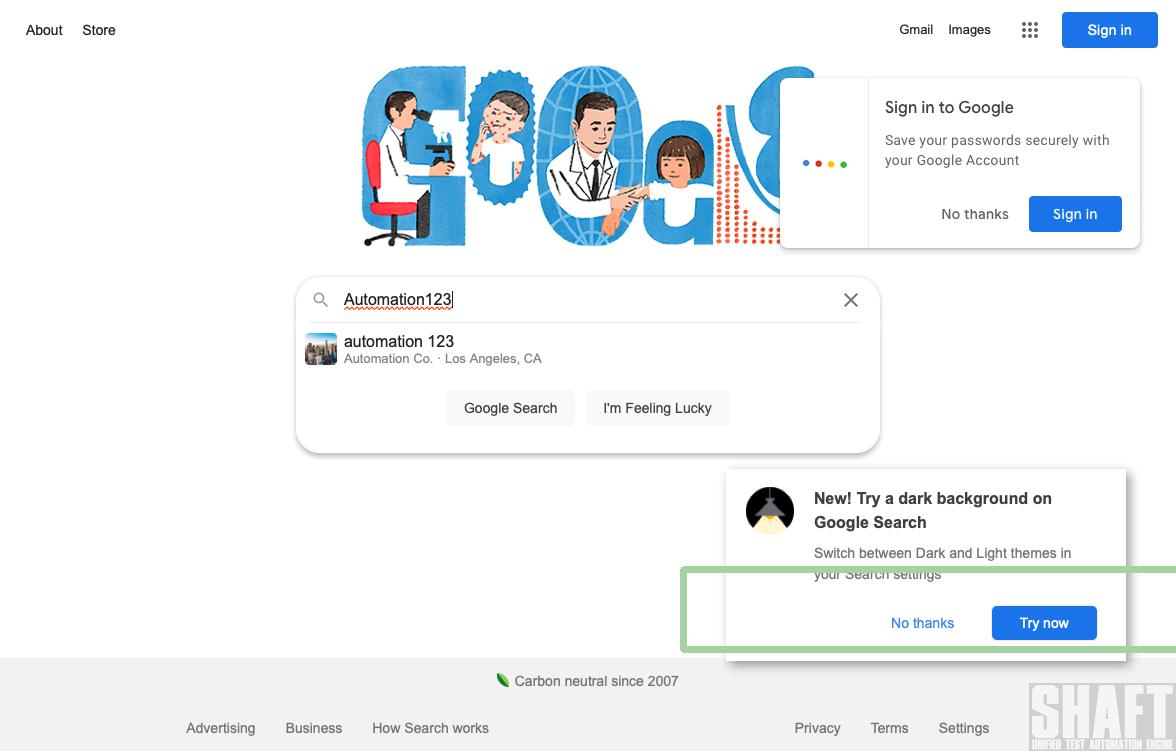 About Store
Gmail Images
Sign in
Sign in to Google
Save your passwords securely with
your Google Account
No thanks Sign in
Automation123
automation 123
Automation Co. · Los Angeles, CA
Google Search I'm Feeling Lucky
New! Try a dark background on
Google Search
Switch between Dark and Light themes in
your Search settings
No thanks Try now
Carbon neutral since 2007
Advertising Business How Search works
Privacy Terms Settings
SHAFT
UNIFIED TEST AUTOMATION ENGINE